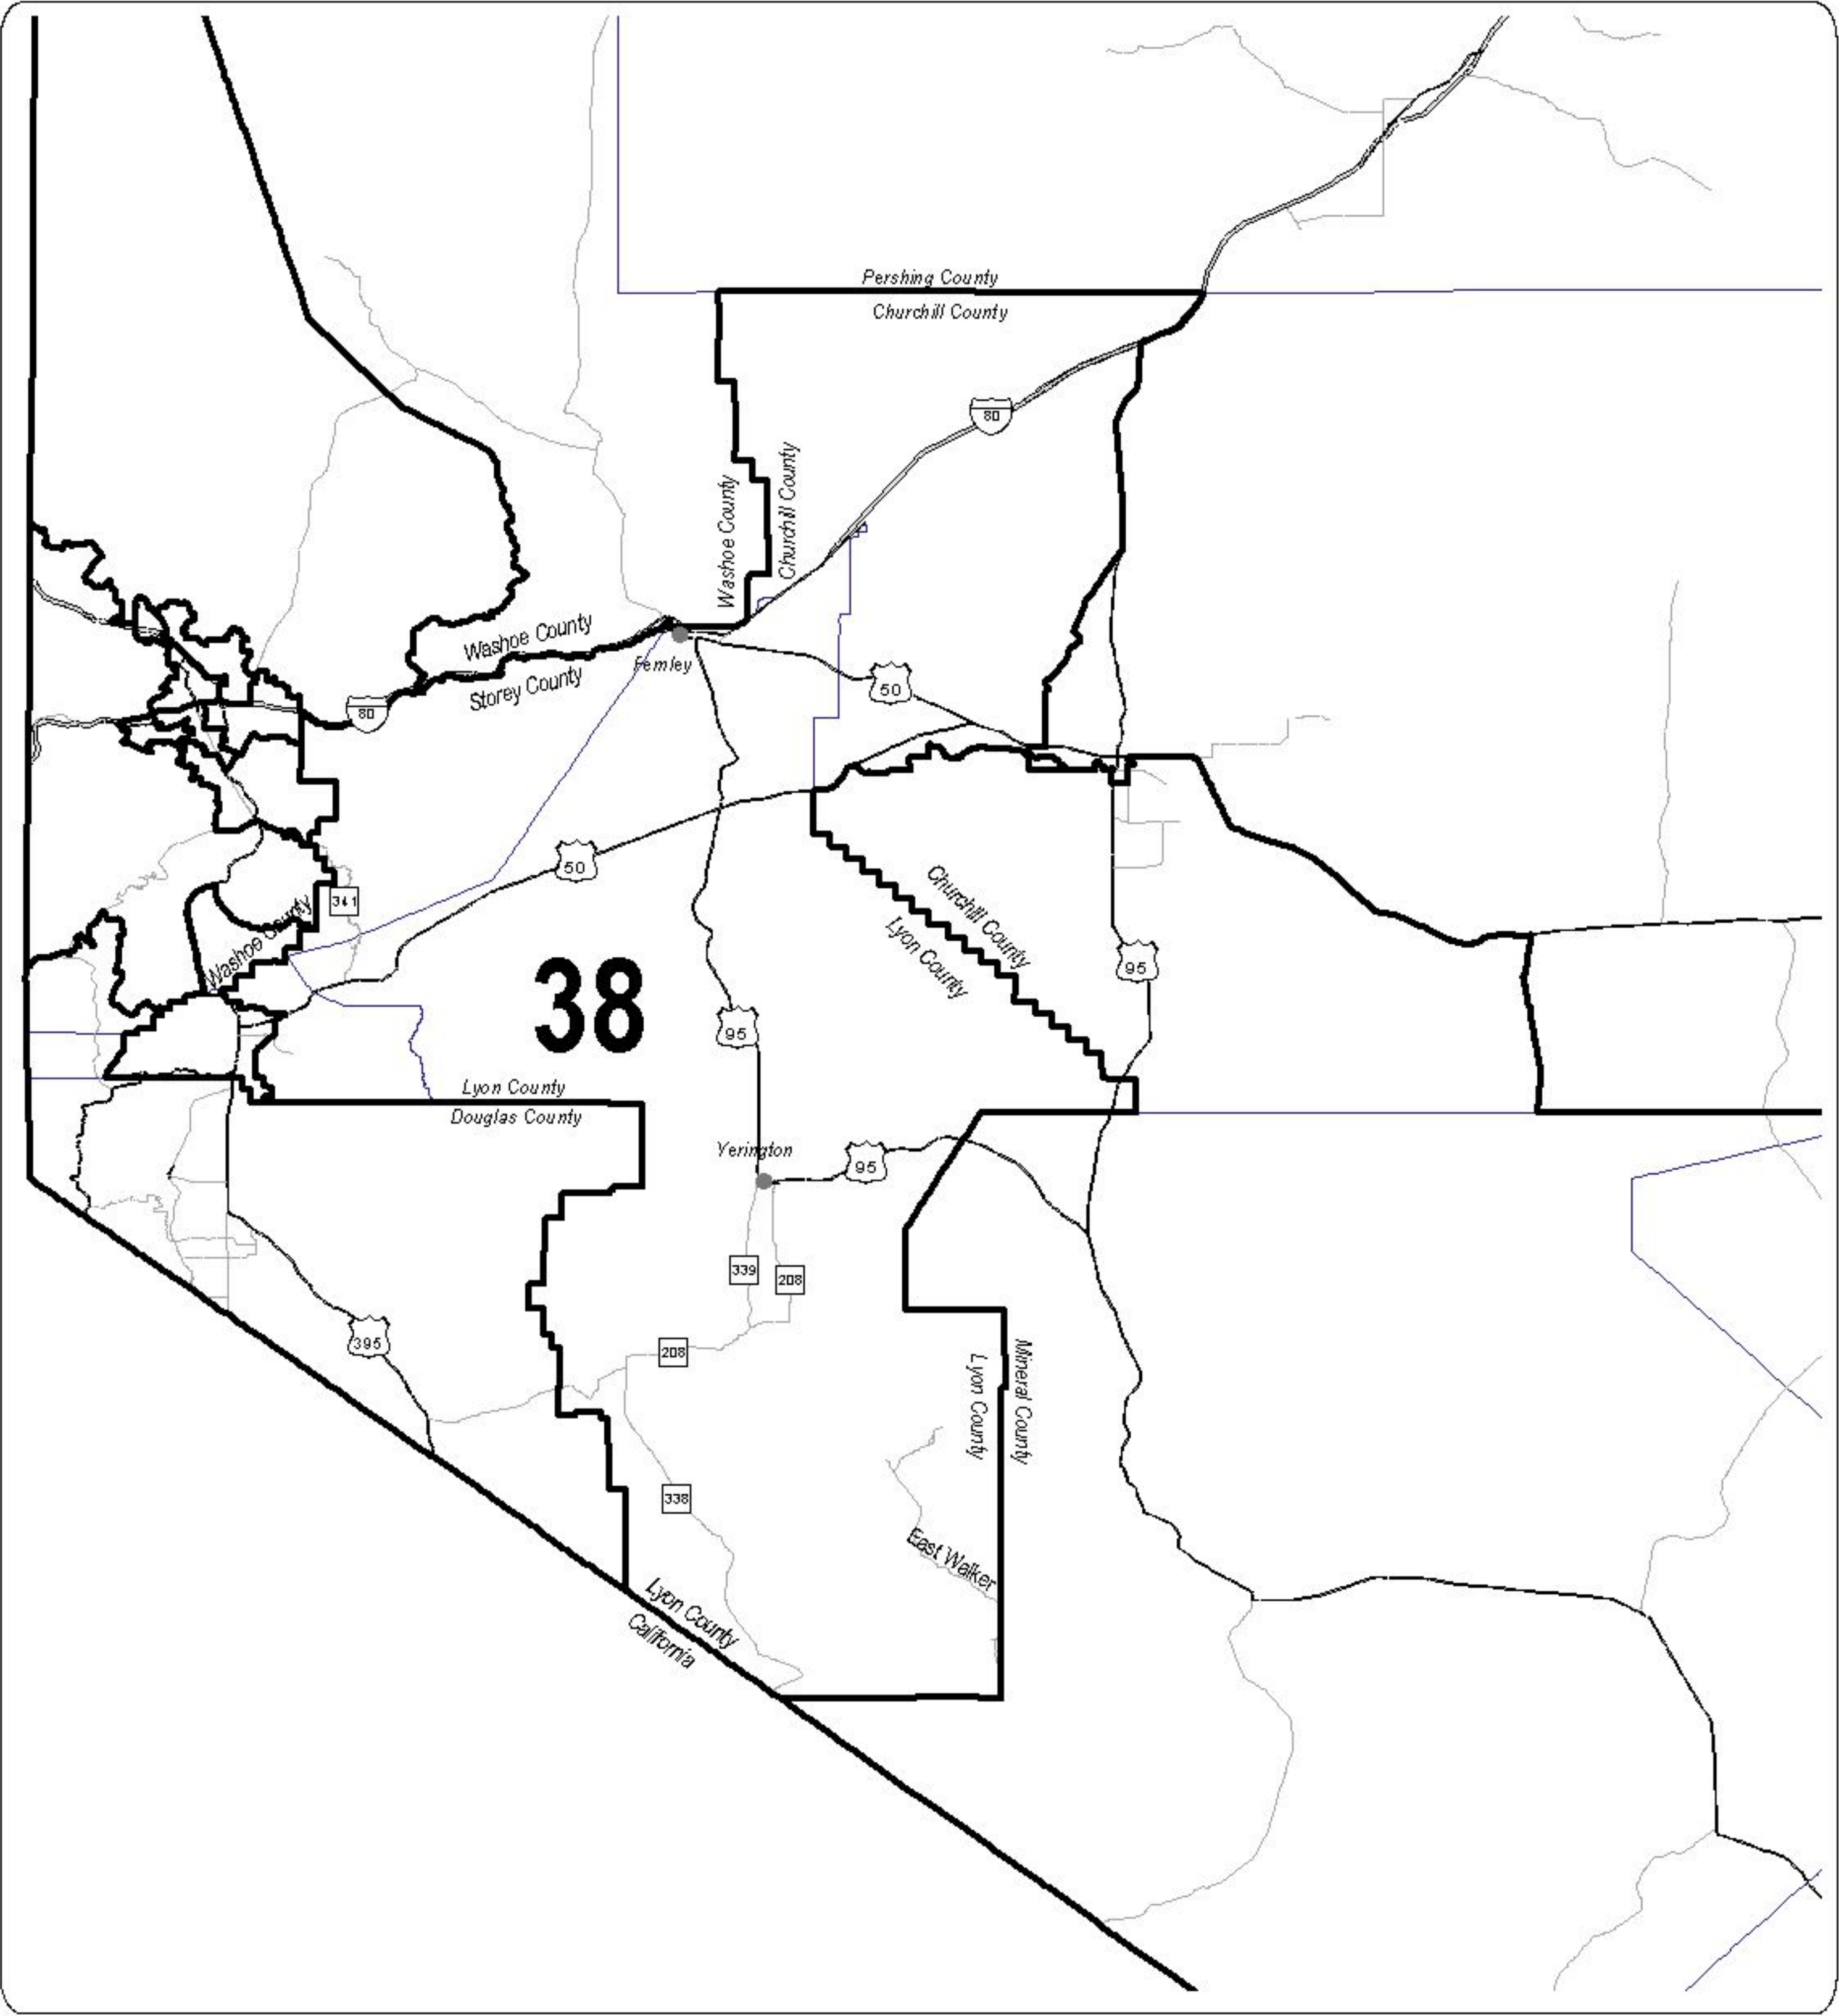 Pershing County
Churchill County
80
Washoe County
Churchill County
Washoe County
Storey County
Fernley
50
80
50
341
Washoe County
Churchill County
Lyon County
95
38
95
Lyon County
Douglas County
Yerington
95
339
208
395
208
Mineral County
Lyon County
338
East Walker
Lyon County
California